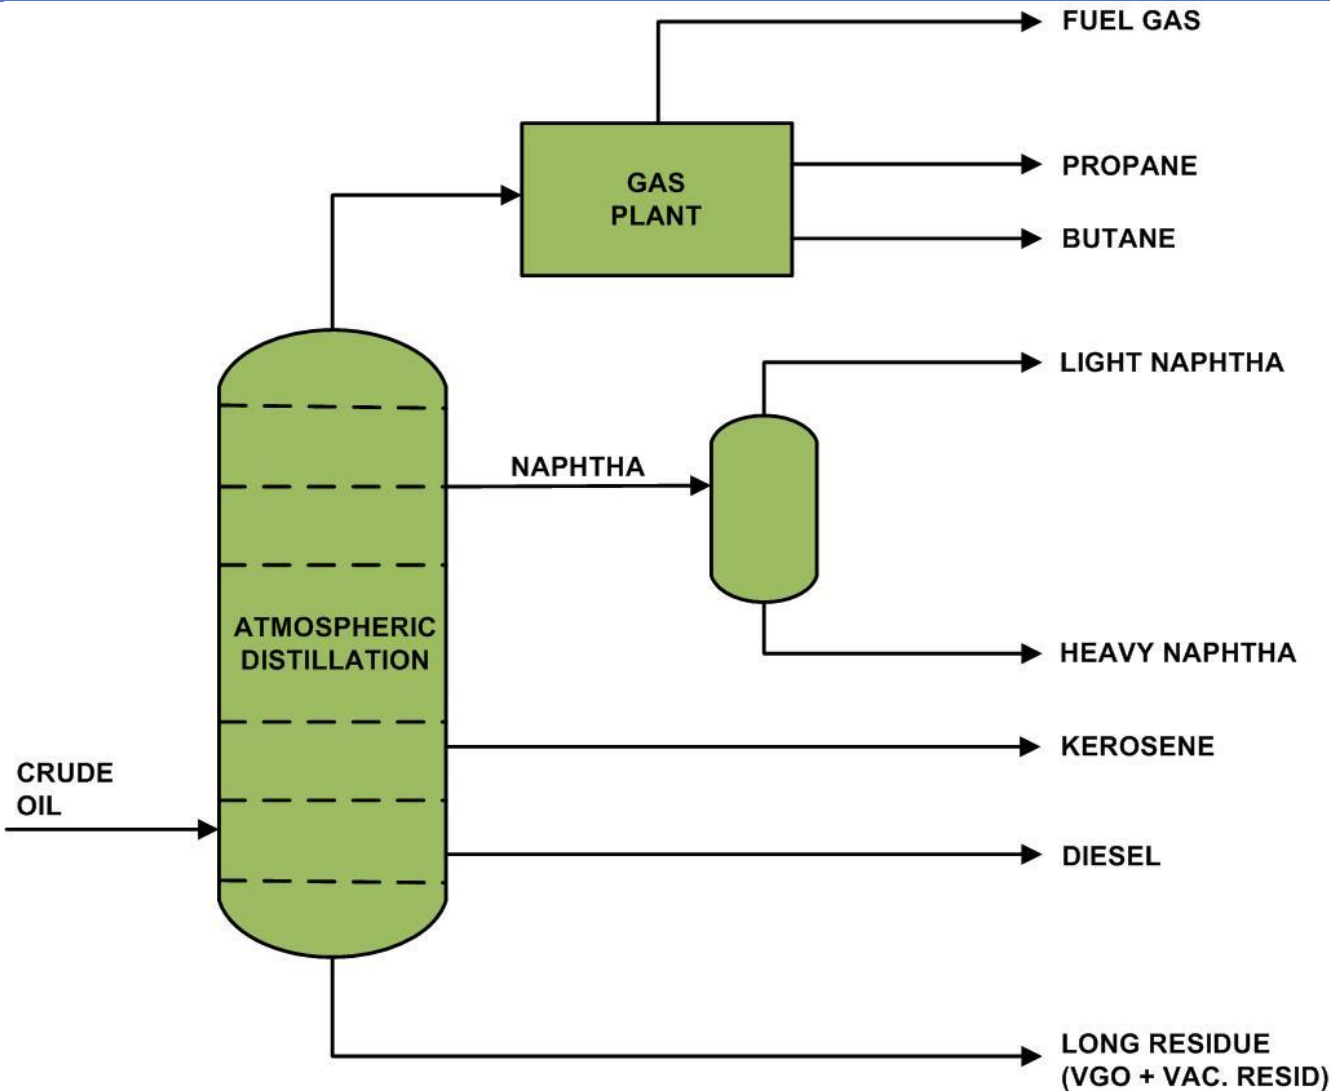 FUEL GAS
GAS
PLANT
PROPANE
BUTANE
LIGHT NAPHTHA
NAPHTHA
ATMOSPHERIC
DISTILLATION
HEAVY NAPHTHA
KEROSENE
CRUDE
OIL
DIESEL
LONG RESIDUE
(VGO + VAC. RESID)